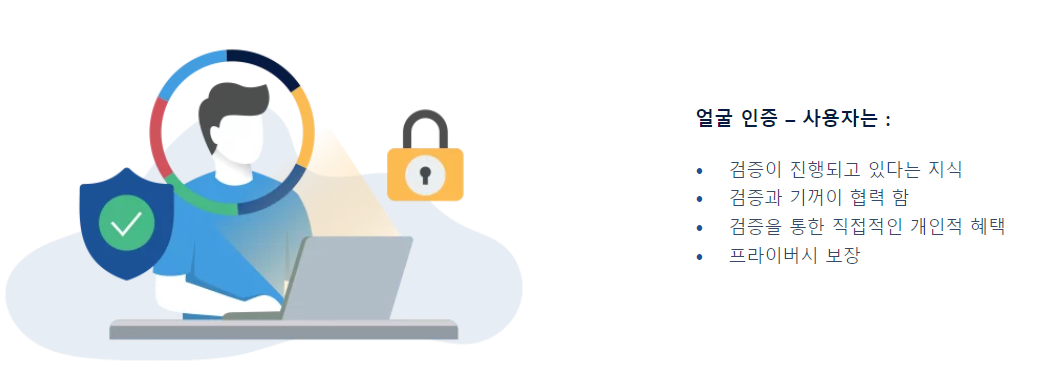 얼굴 인증 – 사용자는 :
• 검증이 진행되고 있다는 지식
• 검증과 기꺼이 협력 함
• 검증을 통한 직접적인 개인적 혜택
• 프라이버시 보장